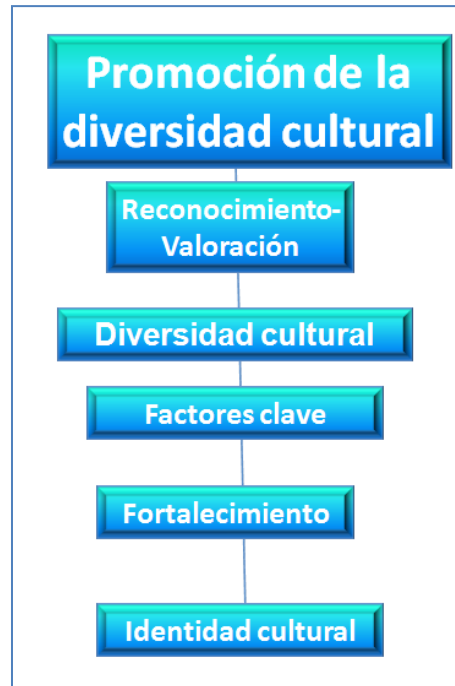 Promoción de la
diversidad cultural
Reconocimiento-
Valoración
Diversidad cultural
Factores clave
Fortalecimiento
Identidad cultural